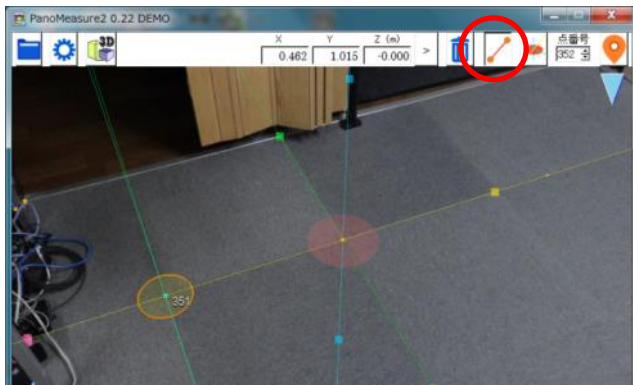 PanoMeasure2 0.22 DEMO
3D
X Y Z (m)
0.462 1.015 -0.000 >
点番号
352
351